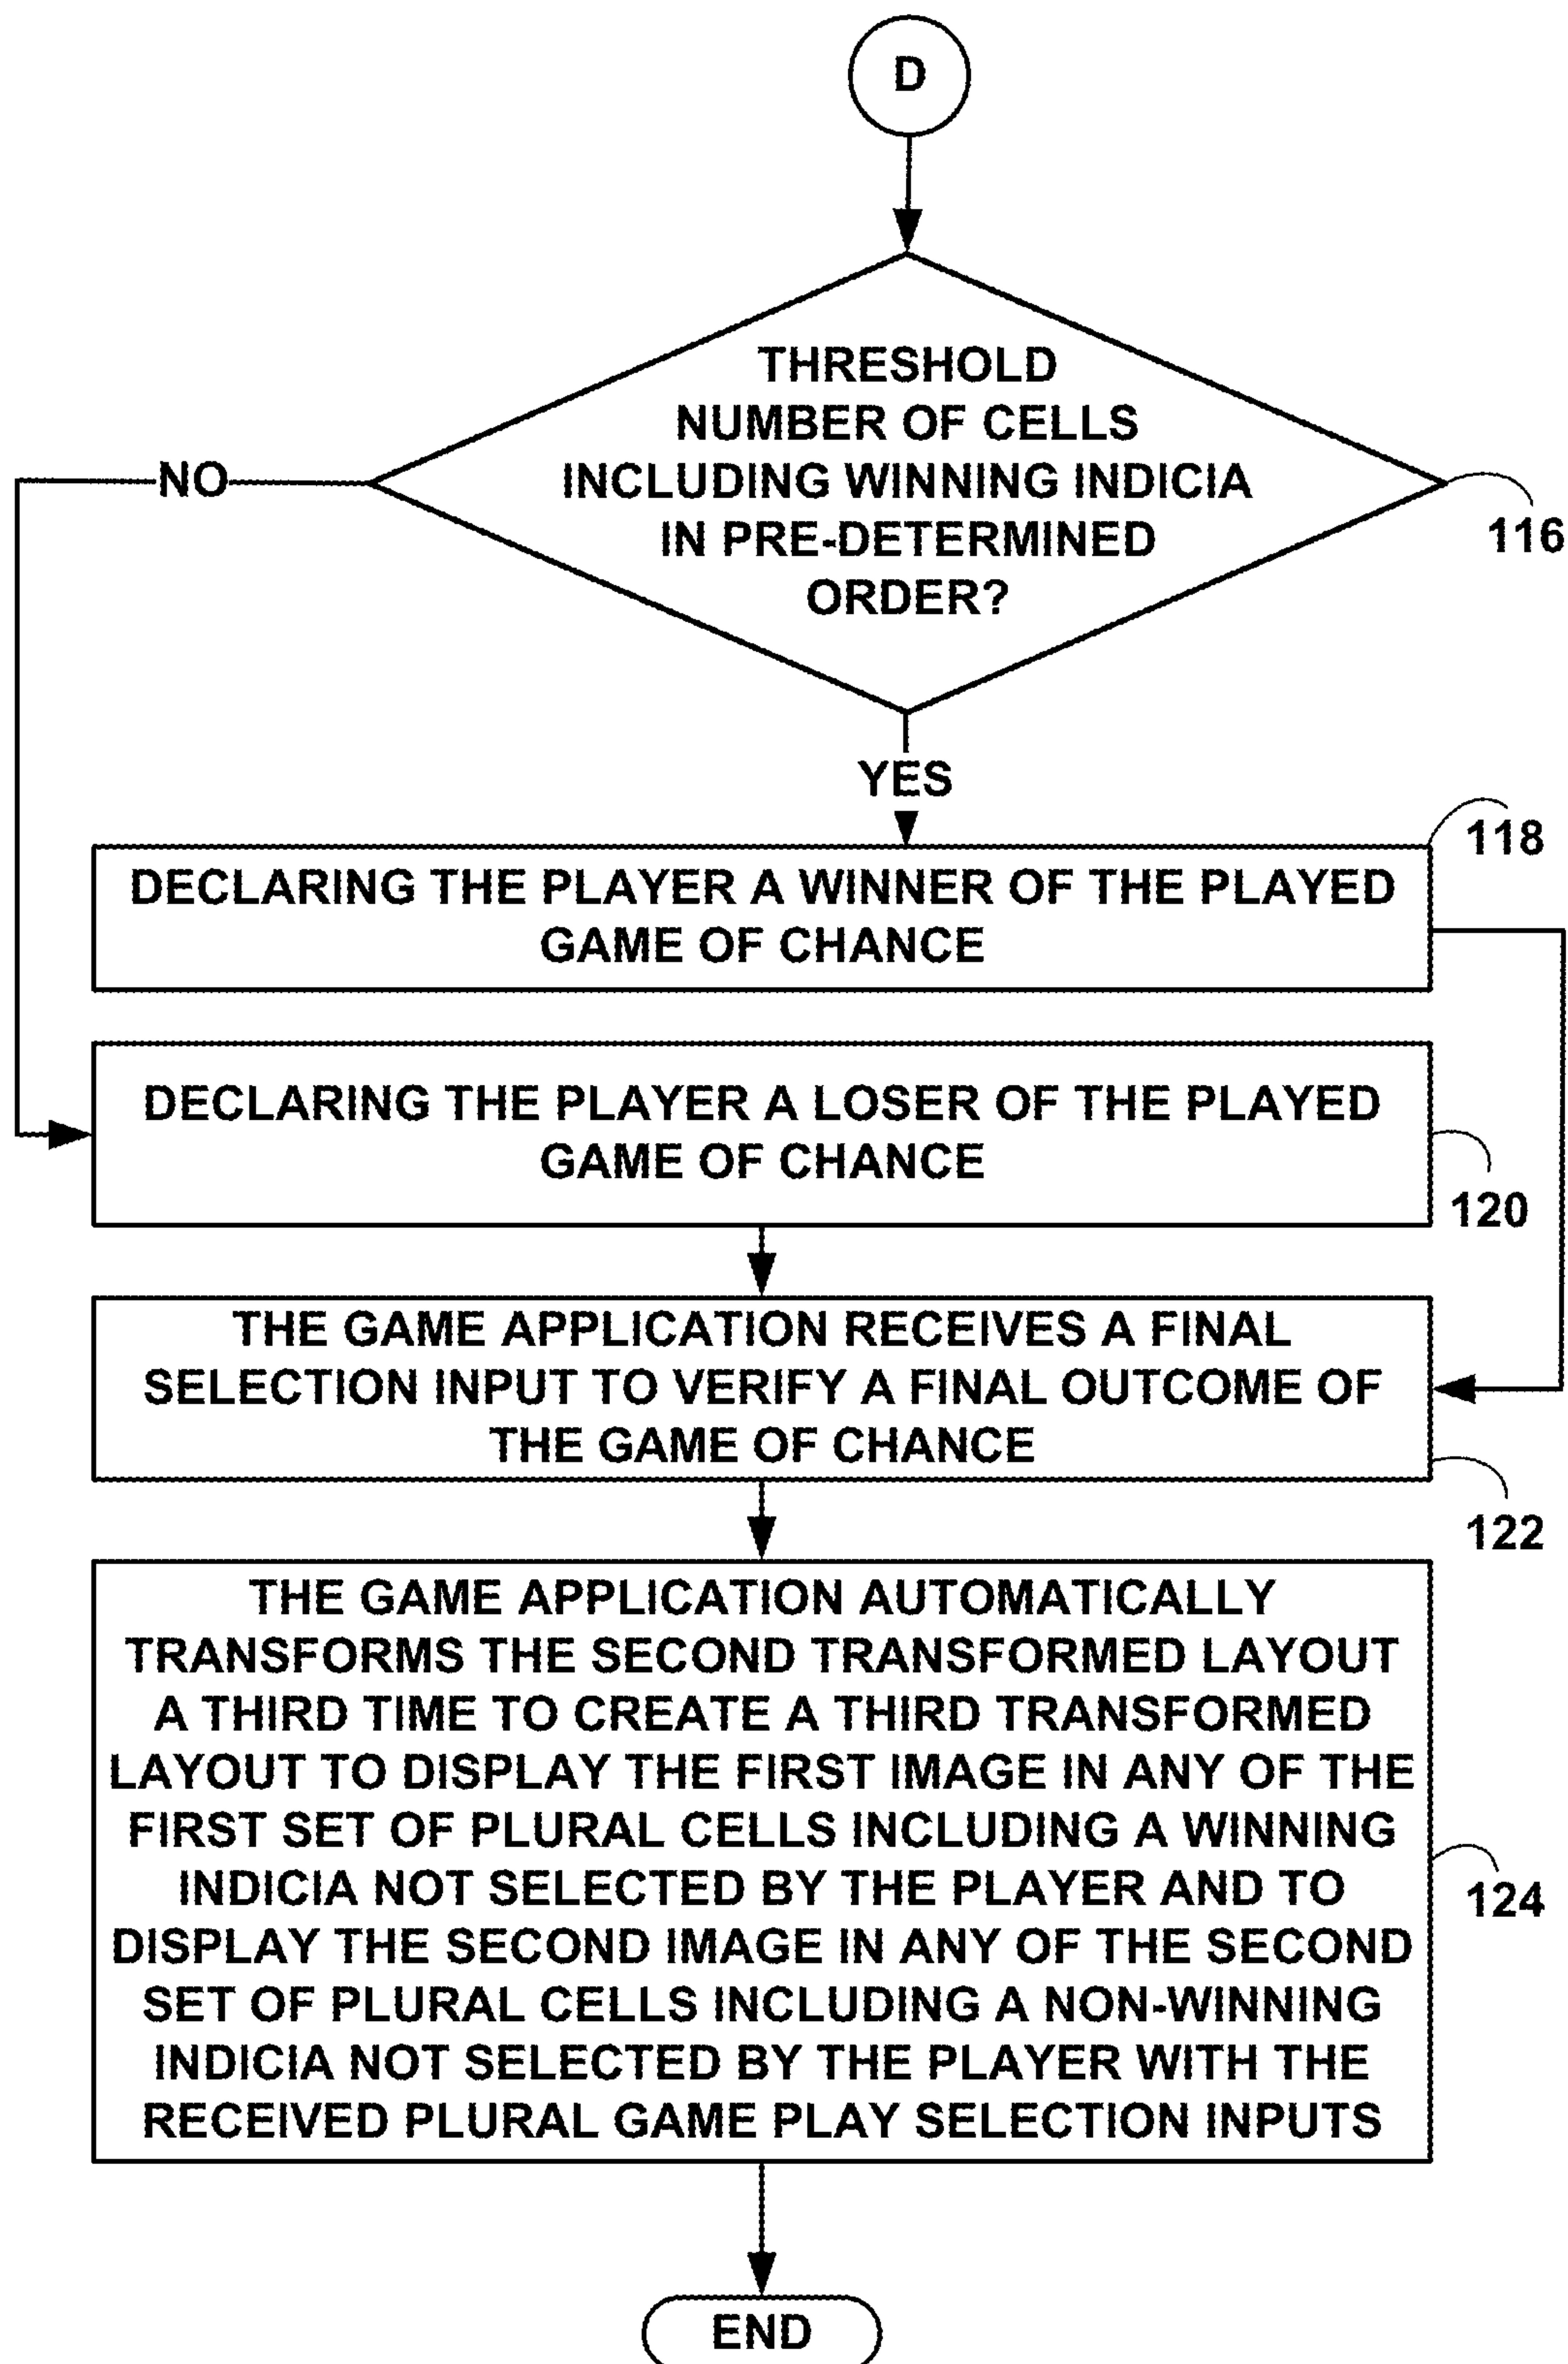 D
THRESHOLD
NUMBER OF CELLS
INCLUDING WINNING INDICIA
IN PRE-DETERMINED
ORDER?
NO
116
YES
118
DECLARING THE PLAYER A WINNER OF THE PLAYED
GAME OF CHANCE
DECLARING THE PLAYER A LOSER OF THE PLAYED
GAME OF CHANCE
120
THE GAME APPLICATION RECEIVES A FINAL
SELECTION INPUT TO VERIFY A FINAL OUTCOME OF
THE GAME OF CHANCE
122
THE GAME APPLICATION AUTOMATICALLY
TRANSFORMS THE SECOND TRANSFORMED LAYOUT
A THIRD TIME TO CREATE A THIRD TRANSFORMED
LAYOUT TO DISPLAY THE FIRST IMAGE IN ANY OF THE
FIRST SET OF PLURAL CELLS INCLUDING A WINNING
INDICIA NOT SELECTED BY THE PLAYER AND TO
DISPLAY THE SECOND IMAGE IN ANY OF THE SECOND
SET OF PLURAL CELLS INCLUDING A NON-WINNING
INDICIA NOT SELECTED BY THE PLAYER WITH THE
RECEIVED PLURAL GAME PLAY SELECTION INPUTS
124
END